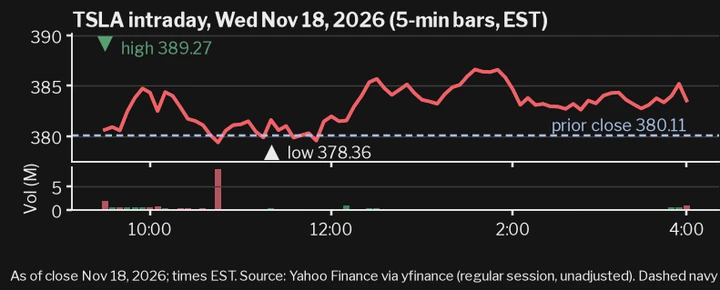 TSLA intraday, Wed Nov 18, 2026 (5-min bars, EST)
390
high 389.27
385
prior close 380.11
380
low 378.36
Vol (M)
5
0
10:00 12:00 2:00 4:00
As of close Nov 18, 2026; times EST. Source: Yahoo Finance via yfinance (regular session, unadjusted). Dashed navy